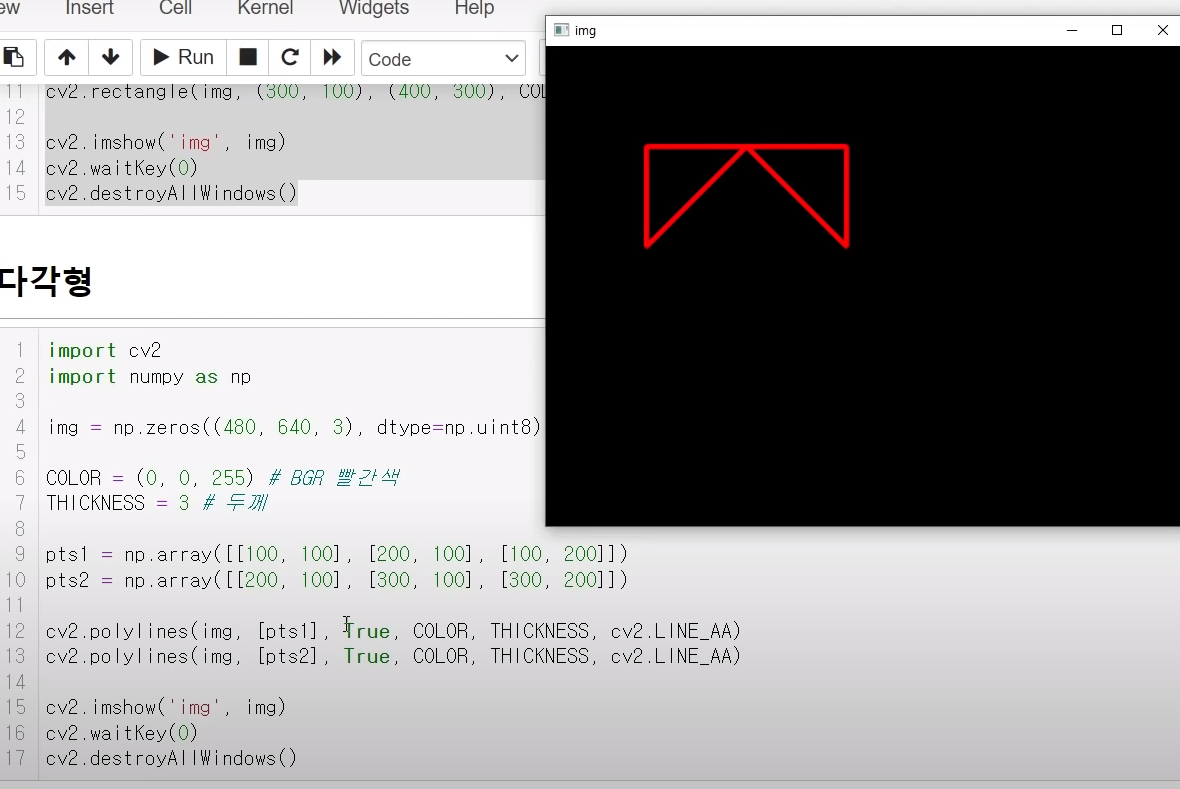 Insert Cell Kernel Widgets Help
Run Code
11 cv2.rectangle(img, (300, 100), (400, 300),
12
13 cv2.imshow('img', img)
14 cv2.waitKey(0)
15 cv2.destroyAllWindows()
img
다각형
1 import cv2
2 import numpy as np
3
4 img = np.zeros((480, 640, 3), dtype=np.uint8)
5
6 COLOR = (0, 0, 255) # BGR 빨간색
7 THICKNESS = 3 # 두께
8
9 pts1 = np.array([[100, 100], [200, 100], [100, 200]])
10 pts2 = np.array([[200, 100], [300, 100], [300, 200]])
11
12 cv2.polylines(img, [pts1], True, COLOR, THICKNESS, cv2.LINE_AA)
13 cv2.polylines(img, [pts2], True, COLOR, THICKNESS, cv2.LINE_AA)
14
15 cv2.imshow('img', img)
16 cv2.waitKey(0)
17 cv2.destroyAllWindows()